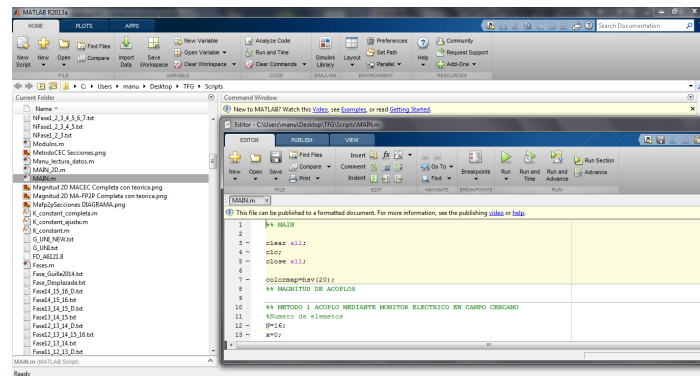 MATLAB R2013a
HOME PLOTS APPS
Search Documentation
New Script
New
Open
Find Files
Compare
Import Data
Save Workspace
New Variable
Open Variable
Clear Workspace
Analyze Code
Run and Time
Clear Commands
Simulink Library
Layout
Preferences
Set Path
Parallel
Help
Community
Request Support
Add-Ons
FILE VARIABLE CODE SIMULINK ENVIRONMENT RESOURCES
C: Users manu Desktop TFG Scripts
Current Folder
Name
NFase1_2_3_4_5_6_7.txt
NFase1_2_3_4_5.txt
NFase1_2_3.txt
Modulos.m
MetodoCEC Secciones.png
Manu_lectura_datos.m
MAIN_2D.m
MAIN.m
Magnitud 2D MACEC Completa con teorica.png
Magnitud 2D MA-FP2P Completa con teorica.png
Mafp2pSecciones DIAGRAMA.png
K_constant_completa.m
K_constant_ajuste.m
K_constant.m
G_UNI_NEW.txt
G_UNI.txt
FD_A6121.8
Fases.m
Fase_Guille2014.txt
Fase_Desplazada.txt
Fase14_15_16_D.txt
Fase14_15_16.txt
Fase13_14_15_D.txt
Fase13_14_15.txt
Fase12_13_14_D.txt
Fase12_13_14_15_16.txt
Fase12_13_14.txt
Fase11_12_13_D.txt
MAIN.m (MATLAB Script)
Ready
Command Window
New to MATLAB? Watch this Video, see Examples, or read Getting Started.
Editor - C:\Users\manu\Desktop\TFG\Scripts\MAIN.m
EDITOR PUBLISH VIEW
New
Open
Save
Find Files
Compare
Print
Insert
Comment
Indent
Go To
Find
Breakpoints
Run
Run and Time
Run and Advance
Run Section
Advance
FILE EDIT NAVIGATE BREAKPOINTS RUN
MAIN.m
This file can be published to a formatted document. For more information, see the publishing video or help.
1 %% MAIN
2
3 clear all;
4 clc;
5 close all;
6
7 colormap=hsv(20);
8 %% MAGNITUD DE ACOPLOS
9
10 %% METODO 1 ACOPLO MEDIANTE MONITOR ELECTRICO EN CAMPO CERCANO
11 %Numero de elemetos
12 N=16;
13 x=0;